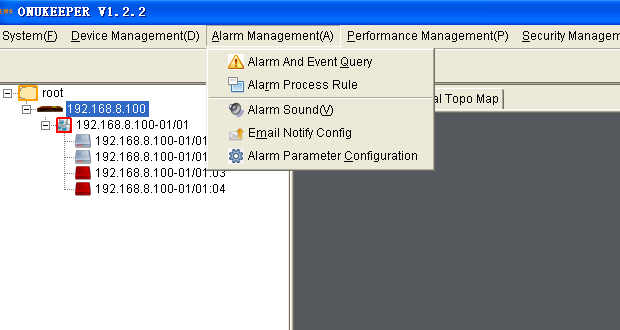 EMS ONUKEEPER V1.2.2
System(F) Device Management(D) Alarm Management(A) Performance Management(P) Security Managem
Alarm And Event Query
Alarm Process Rule
Alarm Sound(V)
Email Notify Config
Alarm Parameter Configuration
al Topo Map
root
192.168.8.100
192.168.8.100-01/01
192.168.8.100-01/0
192.168.8.100-01/0
192.168.8.100-01/01:03
192.168.8.100-01/01:04